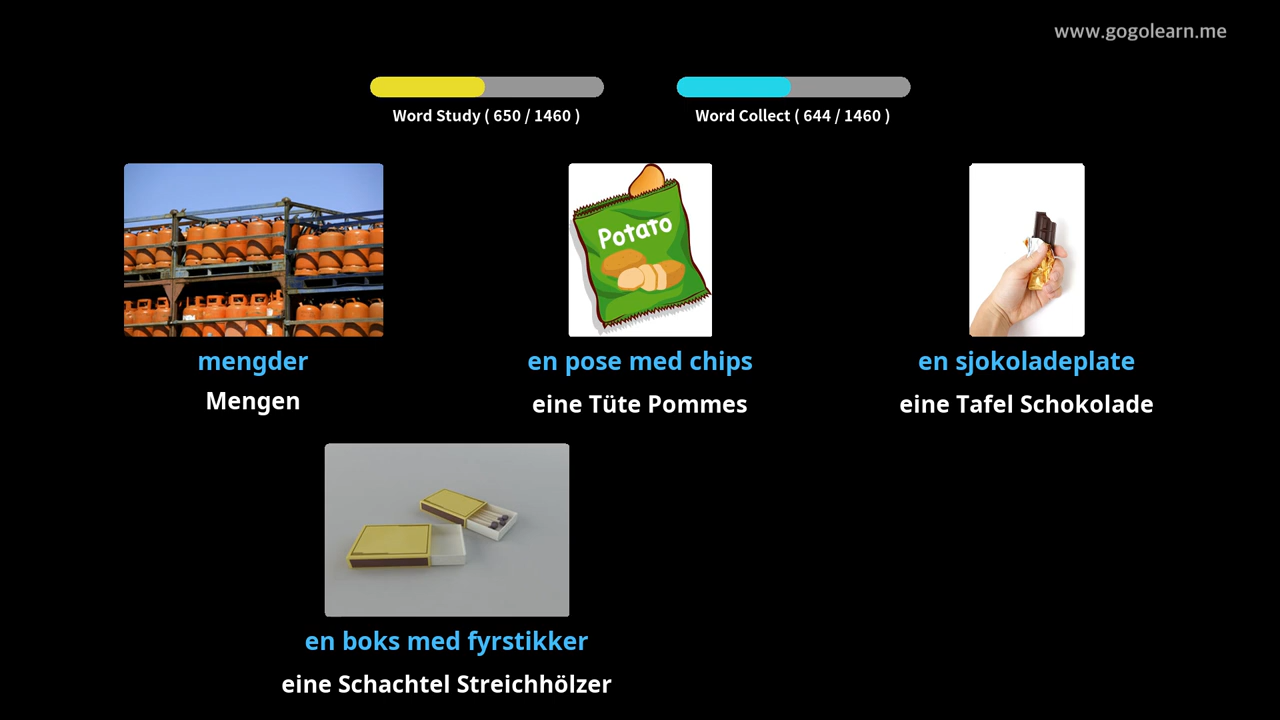 www.gogolearn.me
Word Study ( 650 / 1460 )
Word Collect ( 644 / 1460 )
Potato
mengder
en pose med chips
en sjokoladeplate
Mengen
eine Tüte Pommes
eine Tafel Schokolade
en boks med fyrstikker
eine Schachtel Streichhölzer